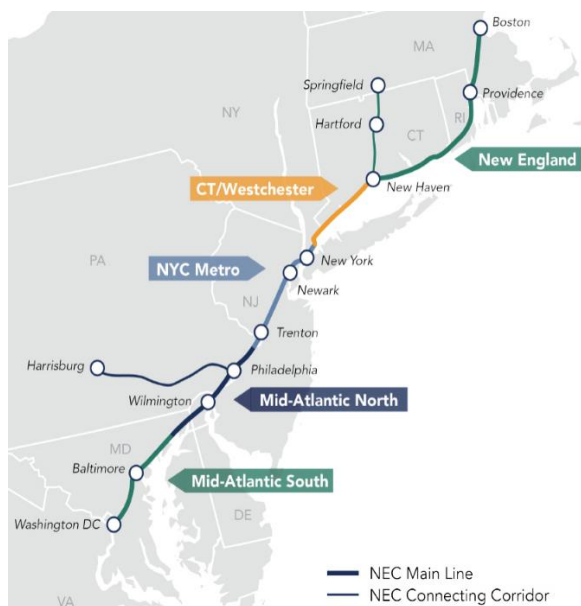 Boston
MA
Springfield
Providence
NY
Hartford
RI
CT
New England
CT/Westchester
New Haven
PA
New York
NYC Metro
Newark
NJ
Trenton
Harrisburg
Philadelphia
Wilmington
Mid-Atlantic North
MD
Baltimore
Mid-Atlantic South
DE
Washington DC
NEC Main Line
NEC Connecting Corridor
VA